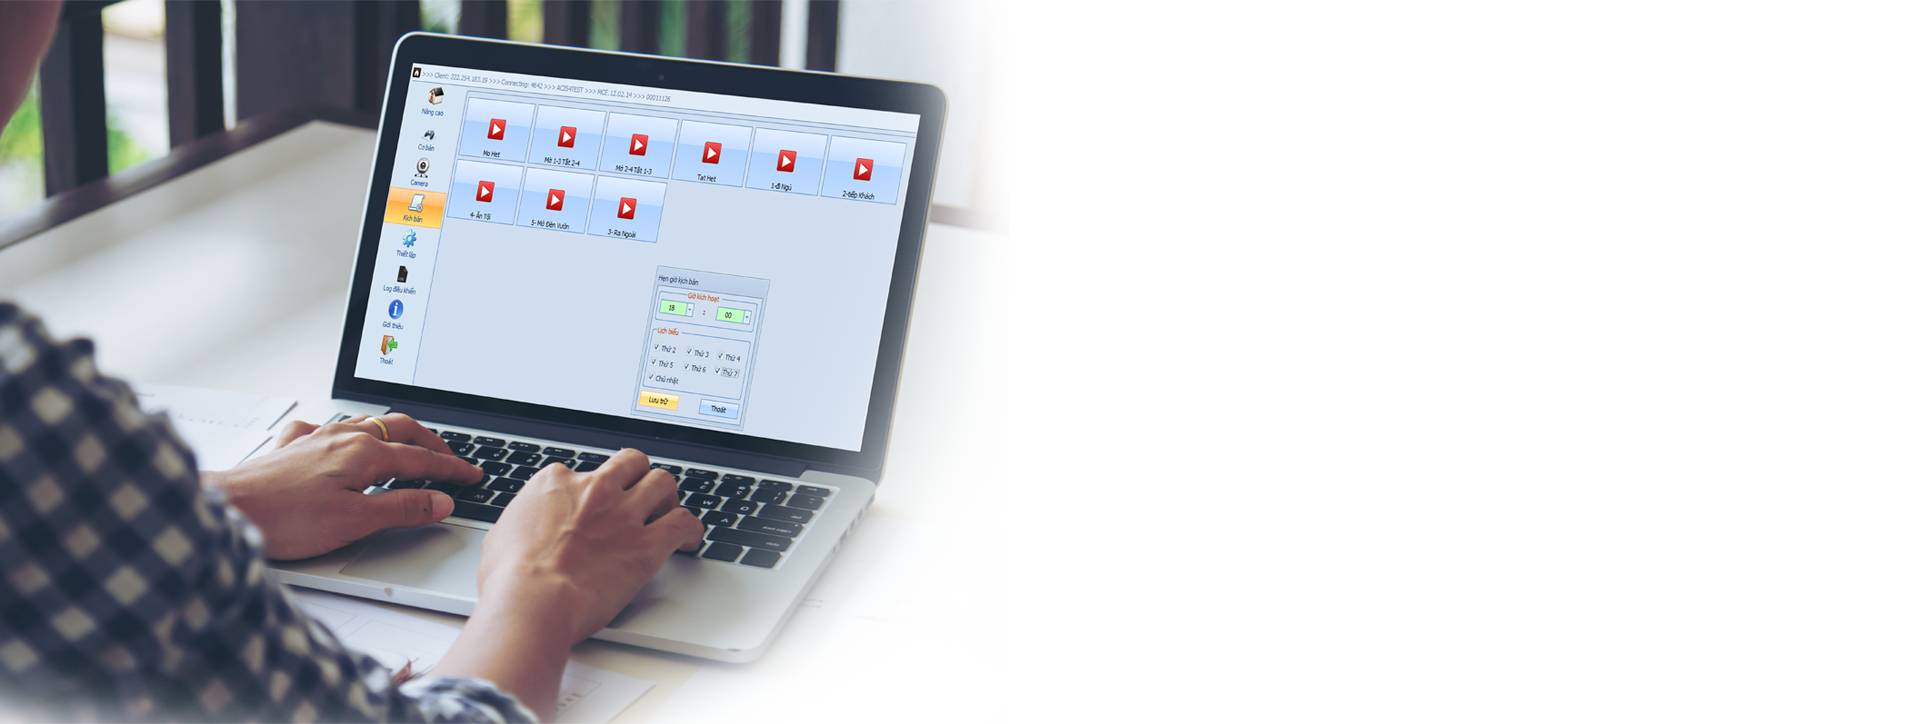 >>> Client: 222.254.183.19 >>> Connecting: 4642 >>> ACIS4TEST >>> MCE.12.02.14 >>> 00011126
Nâng cao
Cơ bản
Camera
Kịch bản
Thiết lập
Log điều khiển
Giới thiệu
Thoát
Mo Het
Mở 1-3 Tắt 2-4
Mở 2-4 Tắt 1-3
Tat Het
1-đi Ngủ
2-tiếp Khách
4- Ăn Tối
5- Mở Đèn Vườn
3- Ra Ngoài
Hẹn giờ kịch bản
Giờ kích hoạt
18 : 00
Lịch biểu
Thứ 2 Thứ 3 Thứ 4
Thứ 5 Thứ 6 Thứ 7
Chủ nhật
Lưu trữ Thoát